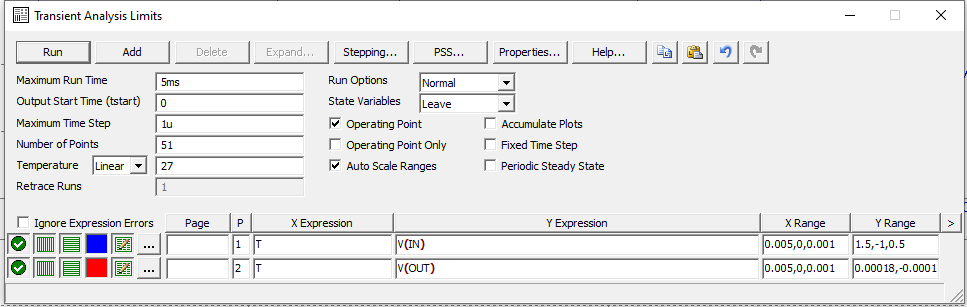 Transient Analysis Limits
Run Add Delete Expand... Stepping... PSS... Properties... Help...
Maximum Run Time 5ms Run Options Normal
Output Start Time (tstart) 0 State Variables Leave
Maximum Time Step 1u Operating Point Accumulate Plots
Number of Points 51 Operating Point Only Fixed Time Step
Temperature Linear 27 Auto Scale Ranges Periodic Steady State
Retrace Runs 1
Ignore Expression Errors Page P X Expression Y Expression X Range Y Range >
... 1 T V(IN) 0.005,0,0.001 1.5,-1,0.5
... 2 T V(OUT) 0.005,0,0.001 0.00018,-0.0001